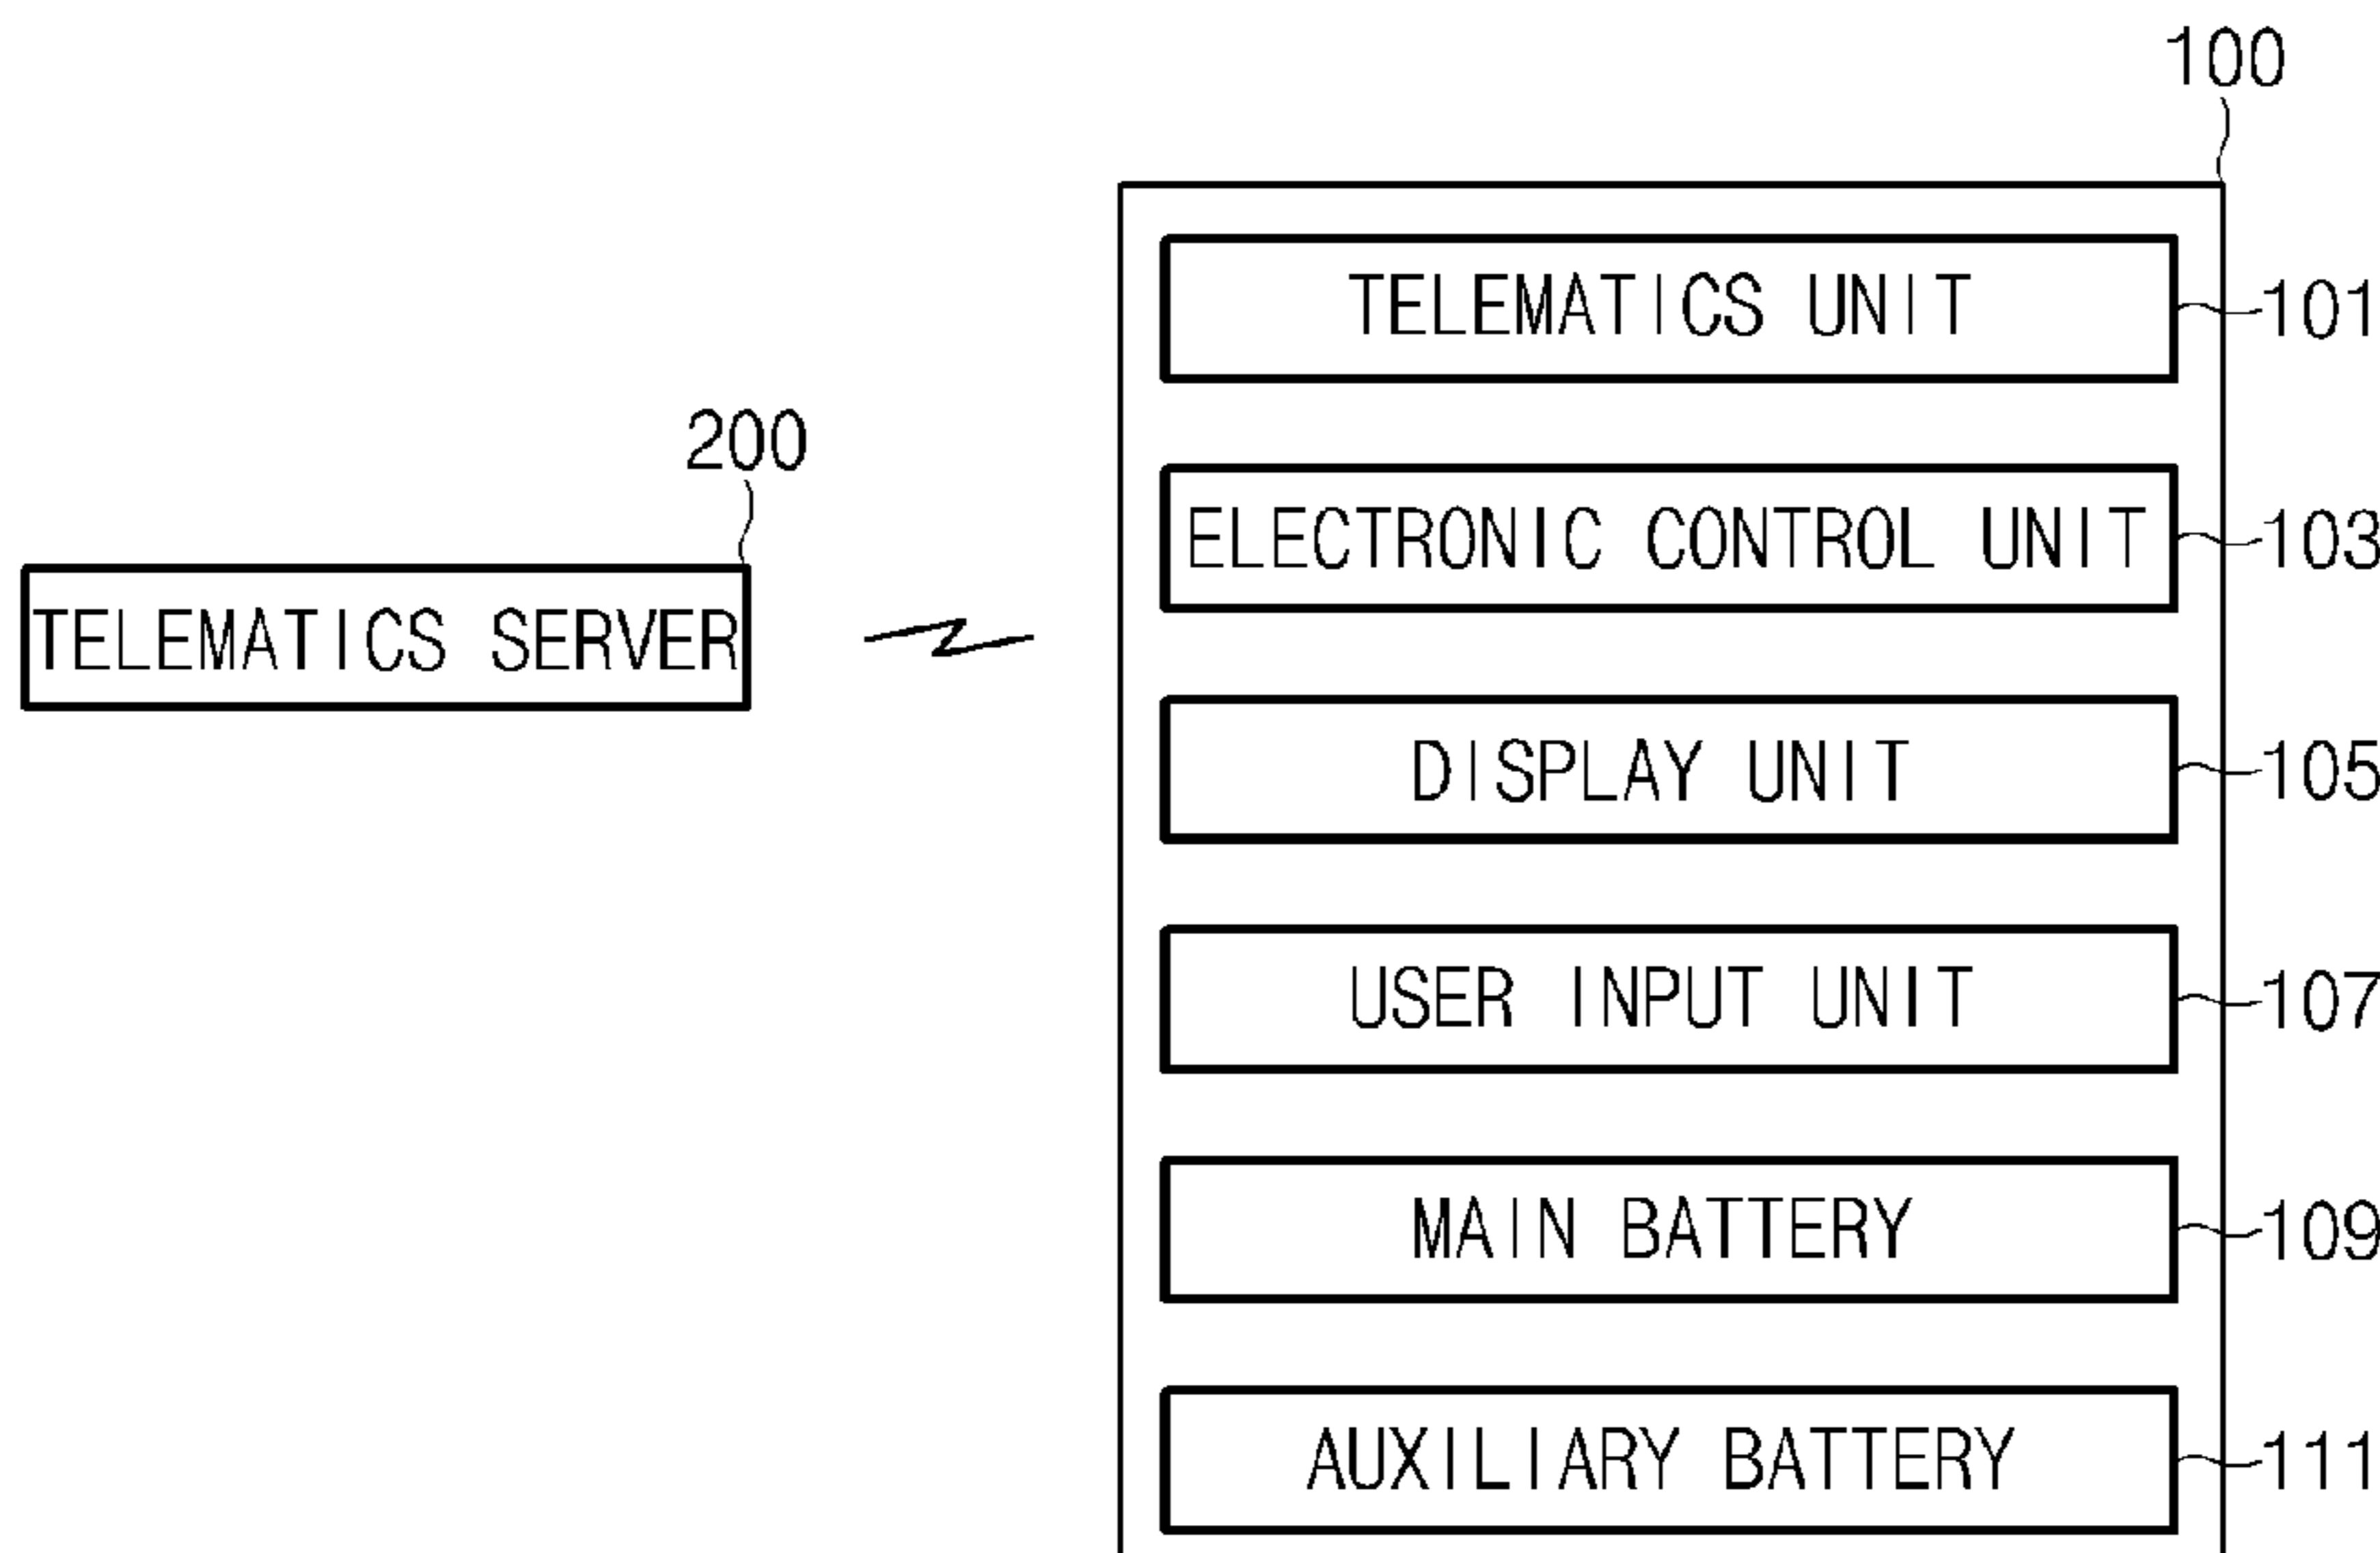 100
TELEMATICS UNIT 101
200
ELECTRONIC CONTROL UNIT 103
TELEMATICS SERVER
DISPLAY UNIT 105
USER INPUT UNIT 107
MAIN BATTERY 109
AUXILIARY BATTERY 111